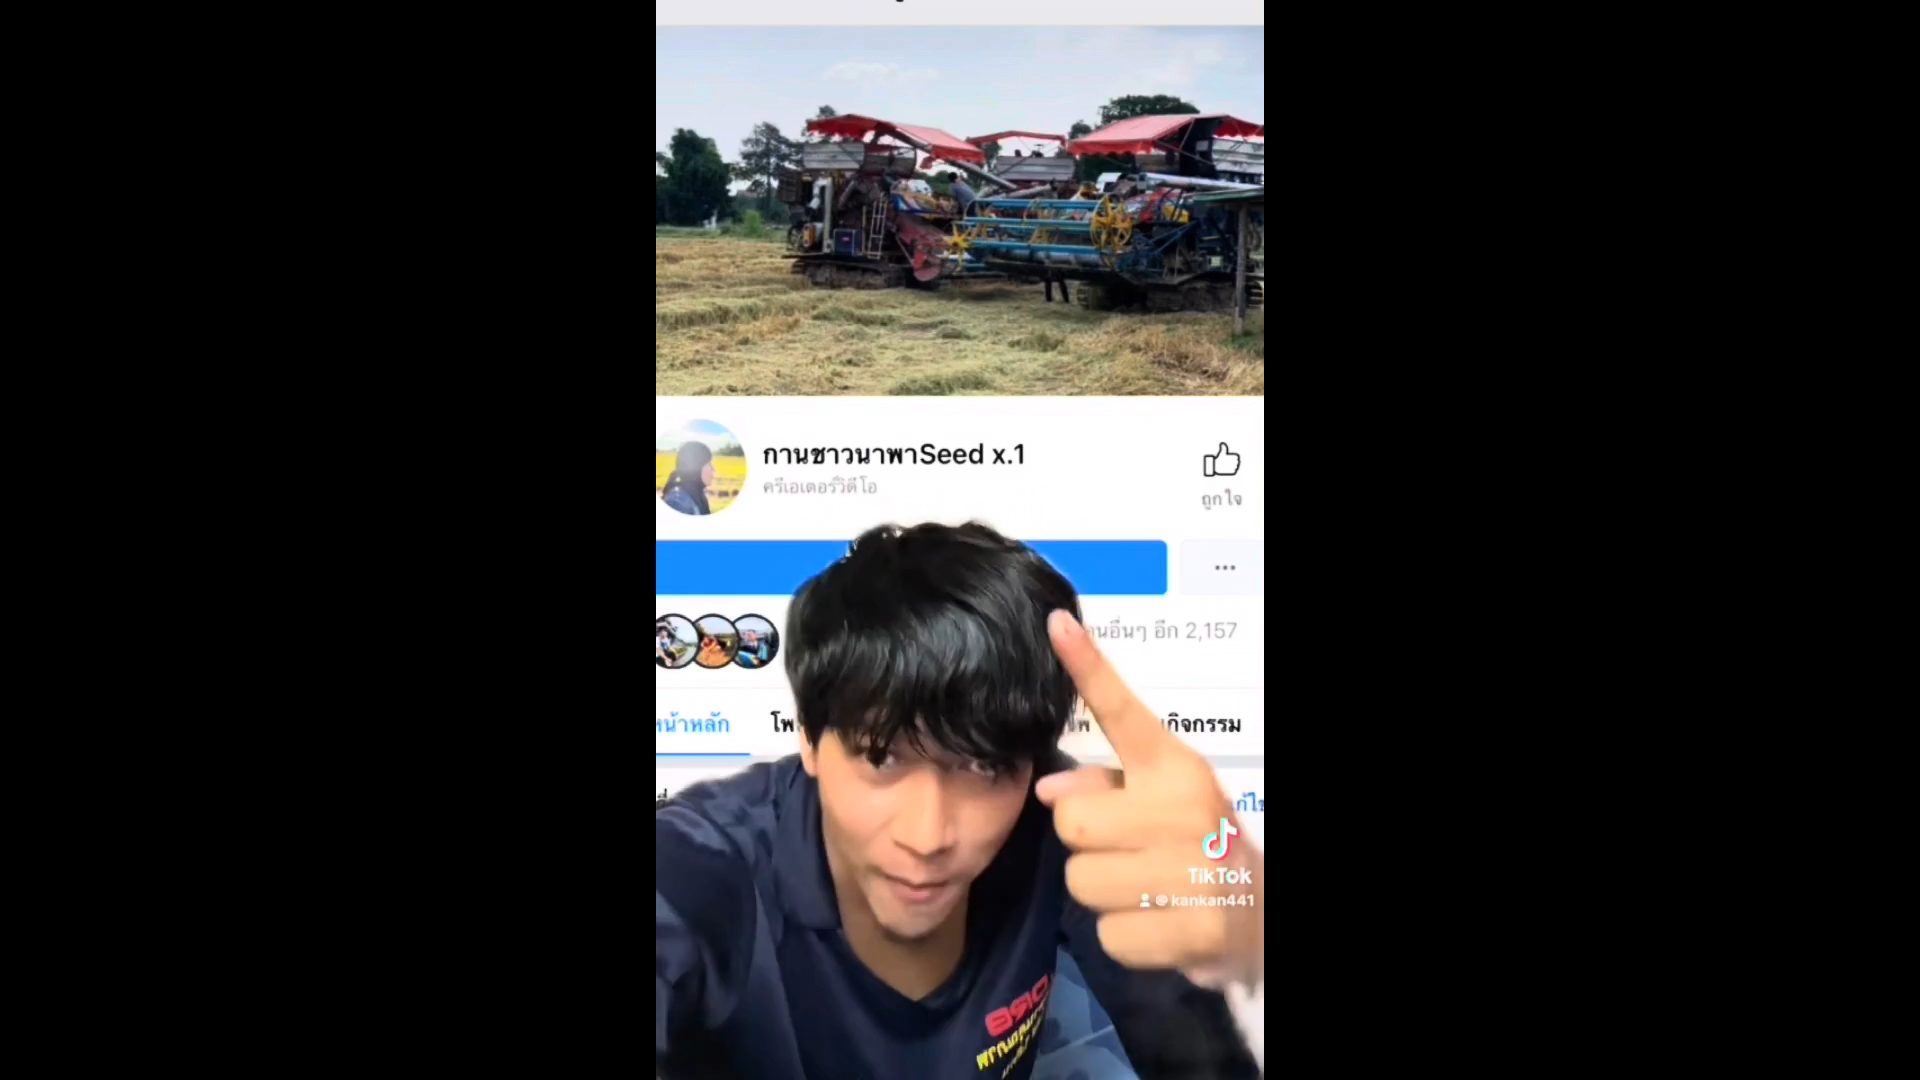 กานชาวนาพาSeed x.1
ครีเอเตอร์วิดีโอ
ถูกใจ
คนอื่นๆ อีก 2,157
หน้าหลัก
กิจกรรม
TikTok
@kankan441